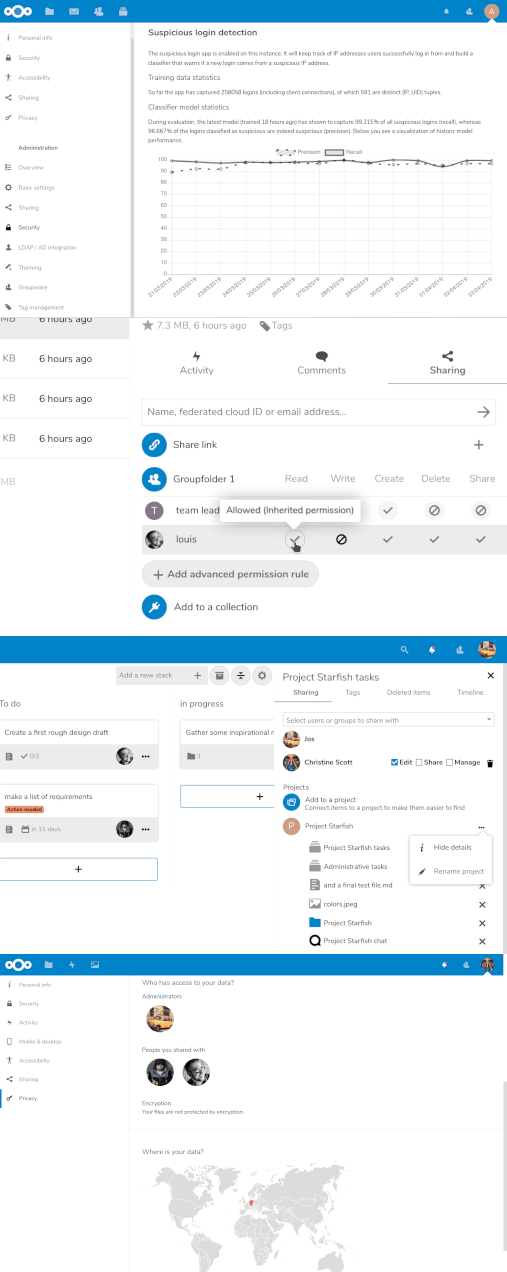 A
Personal info
Security
Accessibility
Sharing
Privacy
Administration
Overview
Basic settings
Sharing
Security
LDAP / AD integration
Theming
Groupware
Tag management
Suspicious login detection
The suspicious login app is enabled on this instance. It will keep track of IP addresses users successfully log in from and build a
classifier that warns if a new login comes from a suspicious IP address.
Training data statistics
So far the app has captured 258058 logins (including client connections), of which 591 are distinct (IP, UID) tuples.
Classifier model statistics
During evaluation, the latest model (trained 18 hours ago) has shown to capture 99.315% of all suspicious logins (recall), whereas
96.667% of the logins classified as suspicious are indeed suspicious (precision). Below you see a visualization of historic model
performance.
Precision Recall
100
90
80
70
60
50
40
30
20
10
0
21/03/2019 22/03/2019 23/03/2019 24/03/2019 25/03/2019 26/03/2019 27/03/2019 28/03/2019 29/03/2019 30/03/2019 31/03/2019 01/04/2019 02/04/2019 03/04/2019
MB 6 hours ago
KB 6 hours ago
KB 6 hours ago
KB 6 hours ago
MB
7.3 MB, 6 hours ago Tags
Activity Comments Sharing
Name, federated cloud ID or email address...
Share link
Groupfolder 1 Read Write Create Delete Share
T team lead
Allowed (Inherited permission)
louis
+ Add advanced permission rule
Add to a collection
Add a new stack
To do
in progress
Create a first rough design draft
0/3
make a list of requirements
Action needed
in 11 days
+
Gather some inspirational m
3
+
Project Starfish tasks
Sharing Tags Deleted items Timeline
Select users or groups to share with
Jos
Christine Scott Edit Share Manage
Projects
Add to a project
Connect items to a project to make them easier to find
P Project Starfish
Hide details
Rename project
Project Starfish tasks
Administrative tasks
and a final test file.md
colors.jpeg
Project Starfish
Project Starfish chat
Personal info
Security
Activity
Mobile & desktop
Accessibility
Sharing
Privacy
Who has access to your data?
Administrators
People you shared with
Encryption
Your files are not protected by encryption.
Where is your data?